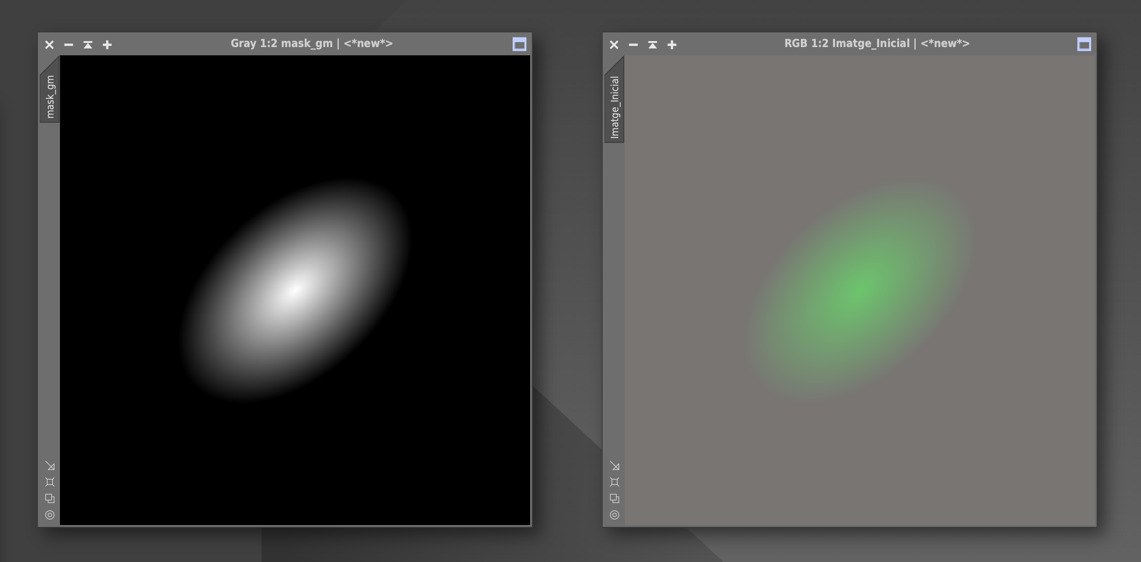 Gray 1:2 mask_gm | <*new*>
mask_gm
RGB 1:2 Imatge_Inicial | <*new*>
Imatge_Inicial